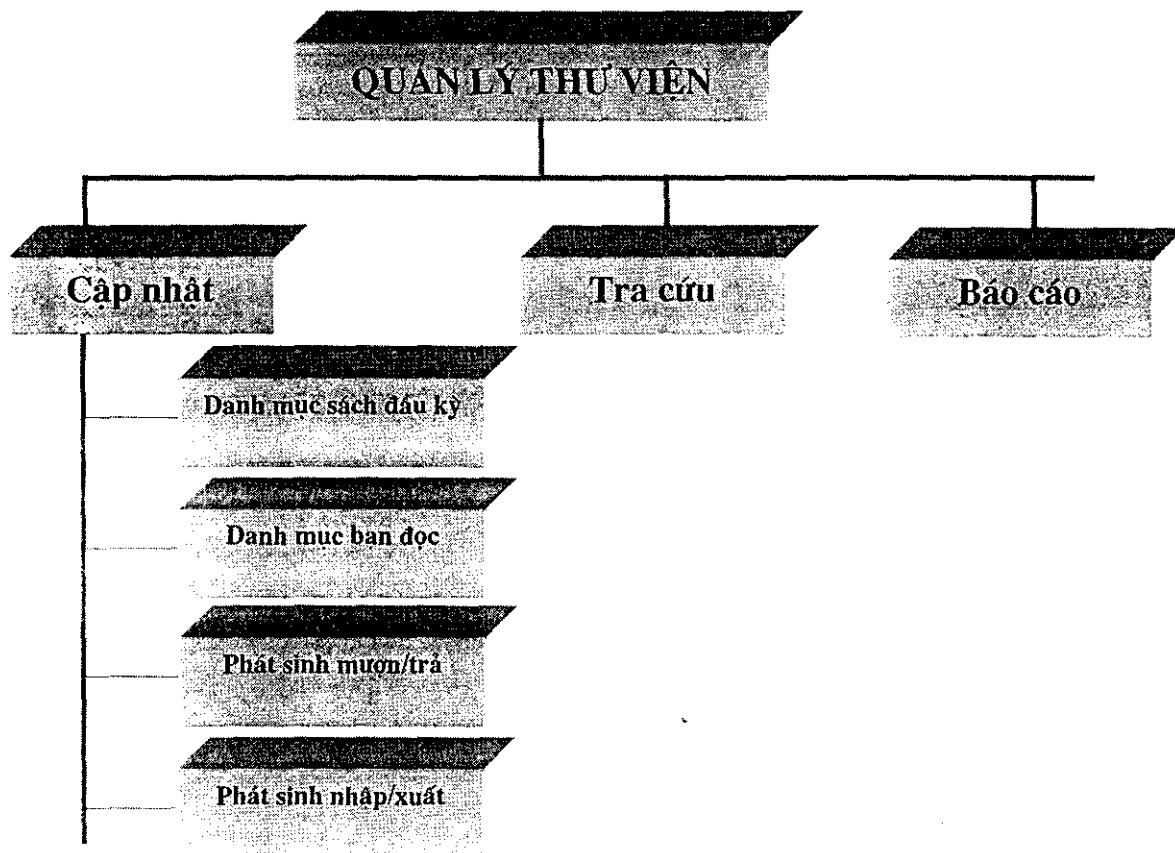 QUẢN LÝ THƯ VIỆN
Cập nhật
Tra cứu
Báo cáo
Danh mục sách đầu kỳ
Danh mục bạn đọc
Phát sinh mượn/trả
Phát sinh nhập/xuất